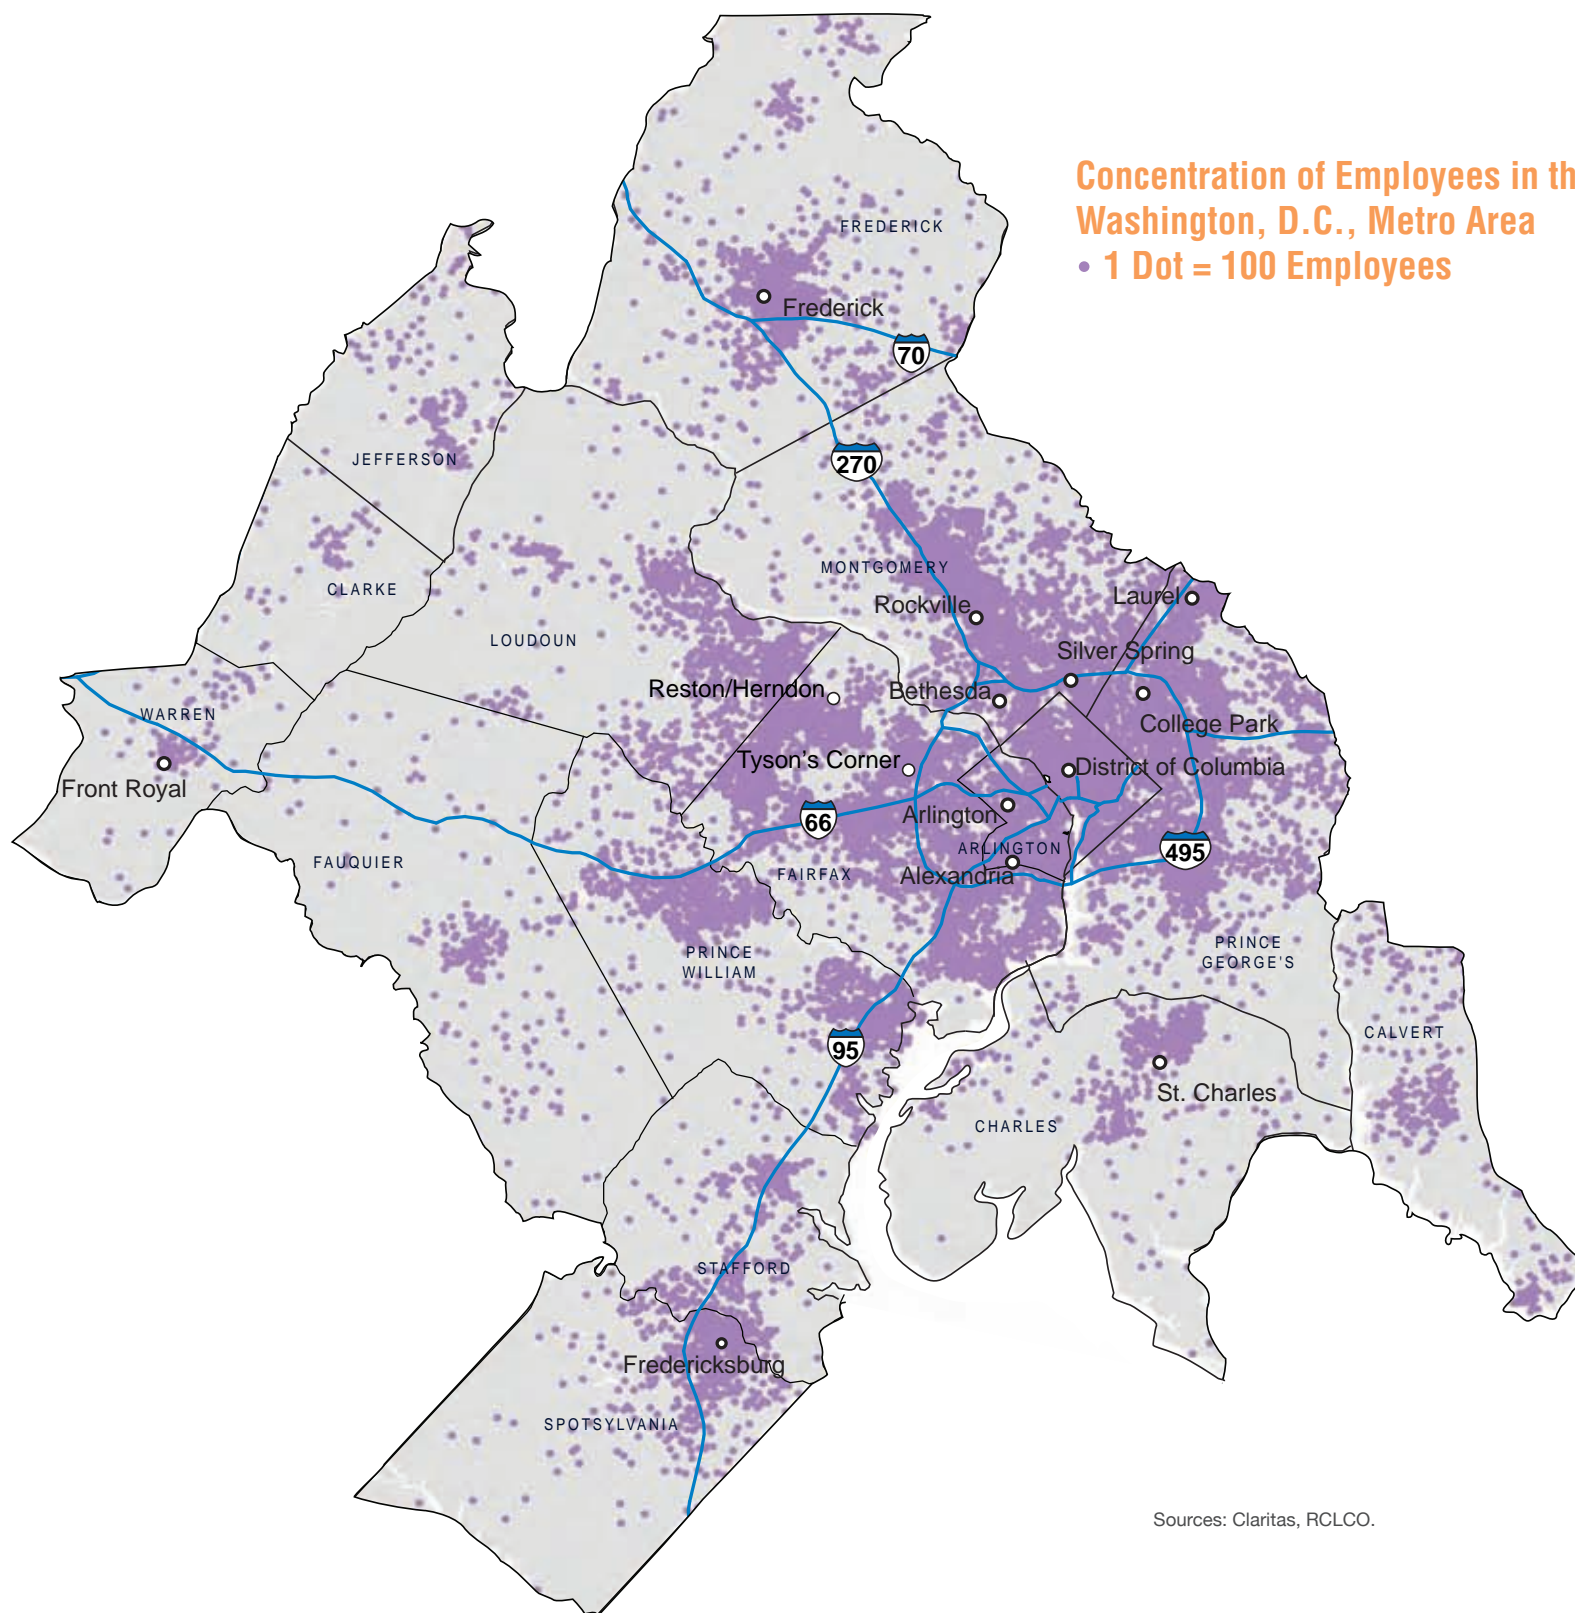 Concentration of Employees in th
Washington, D.C., Metro Area
• 1 Dot = 100 Employees
FREDERICK
Frederick
70
270
JEFFERSON
CLARKE
MONTGOMERY
Rockville
Laurel
LOUDOUN
Silver Spring
Reston/Herndon
Bethesda
WARREN
College Park
Tyson's Corner
District of Columbia
Front Royal
Arlington
66
ARLINGTON
495
FAUQUIER
FAIRFAX
Alexandria
PRINCE
WILLIAM
PRINCE
GEORGE'S
CALVERT
95
St. Charles
CHARLES
STAFFORD
Fredericksburg
SPOTSYLVANIA
Sources: Claritas, RCLCO.